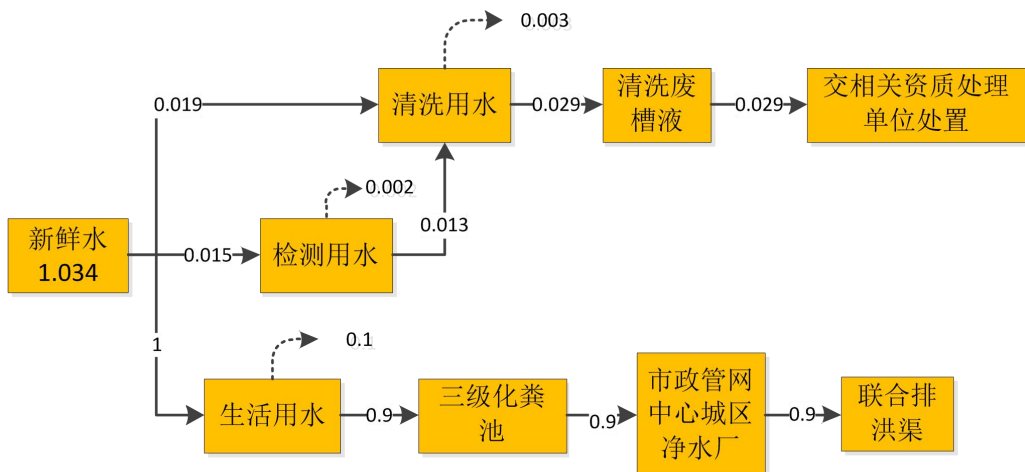 0.003
清洗用水
清洗废
槽液
交相关资质处理
单位处置
0.019
0.029
0.029
0.002
0.013
新鲜水
1.034
0.015
检测用水
1
0.1
生活用水
0.9
三级化粪
池
0.9
市政管网
中心城区
净水厂
0.9
联合排
洪渠